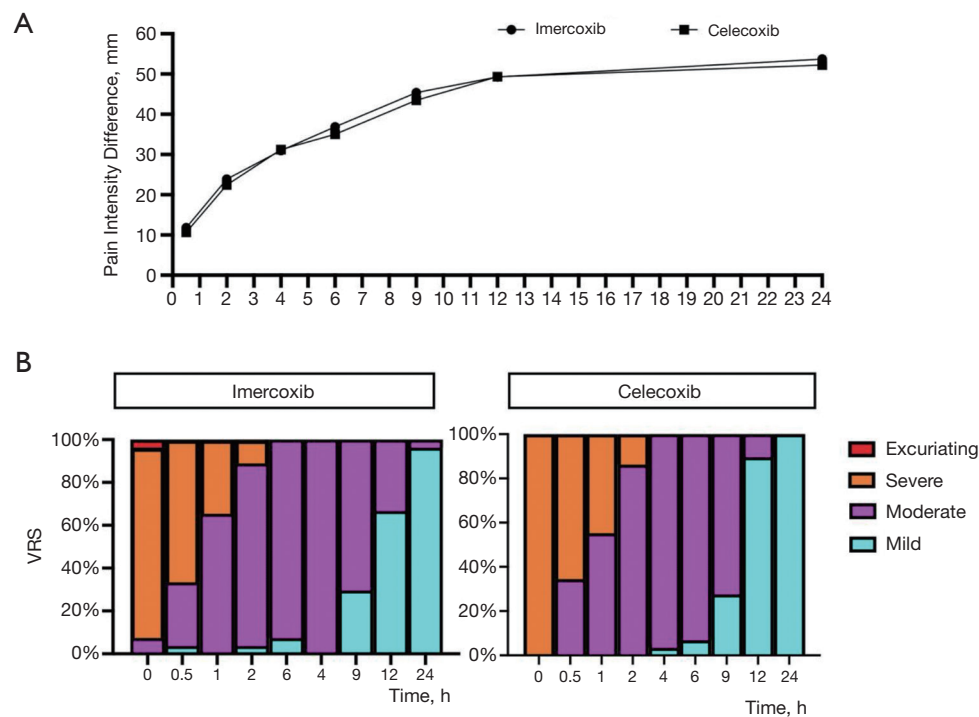 A
Imercoxib
Celecoxib
Pain Intensity Difference, mm
60
50
40
30
20
10
0
0 1 2 3 4 5 6 7 8 9 10 11 12 13 14 15 16 17 18 19 20 21 22 23 24
B
Imercoxib
VRS
100%
80%
60%
40%
20%
0%
0 0.5 1 2 6 4 9 12 24
Time, h
Celecoxib
100%
80%
60%
40%
20%
0%
0 0.5 1 2 4 6 9 12 24
Time, h
Excuriating
Severe
Moderate
Mild